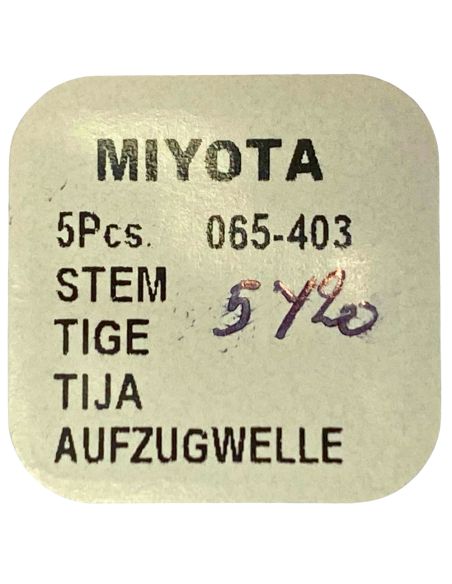 MIYOTA
5Pcs. 065-403
STEM
5Y20
TIGE
TIJA
AUFZUGWELLE